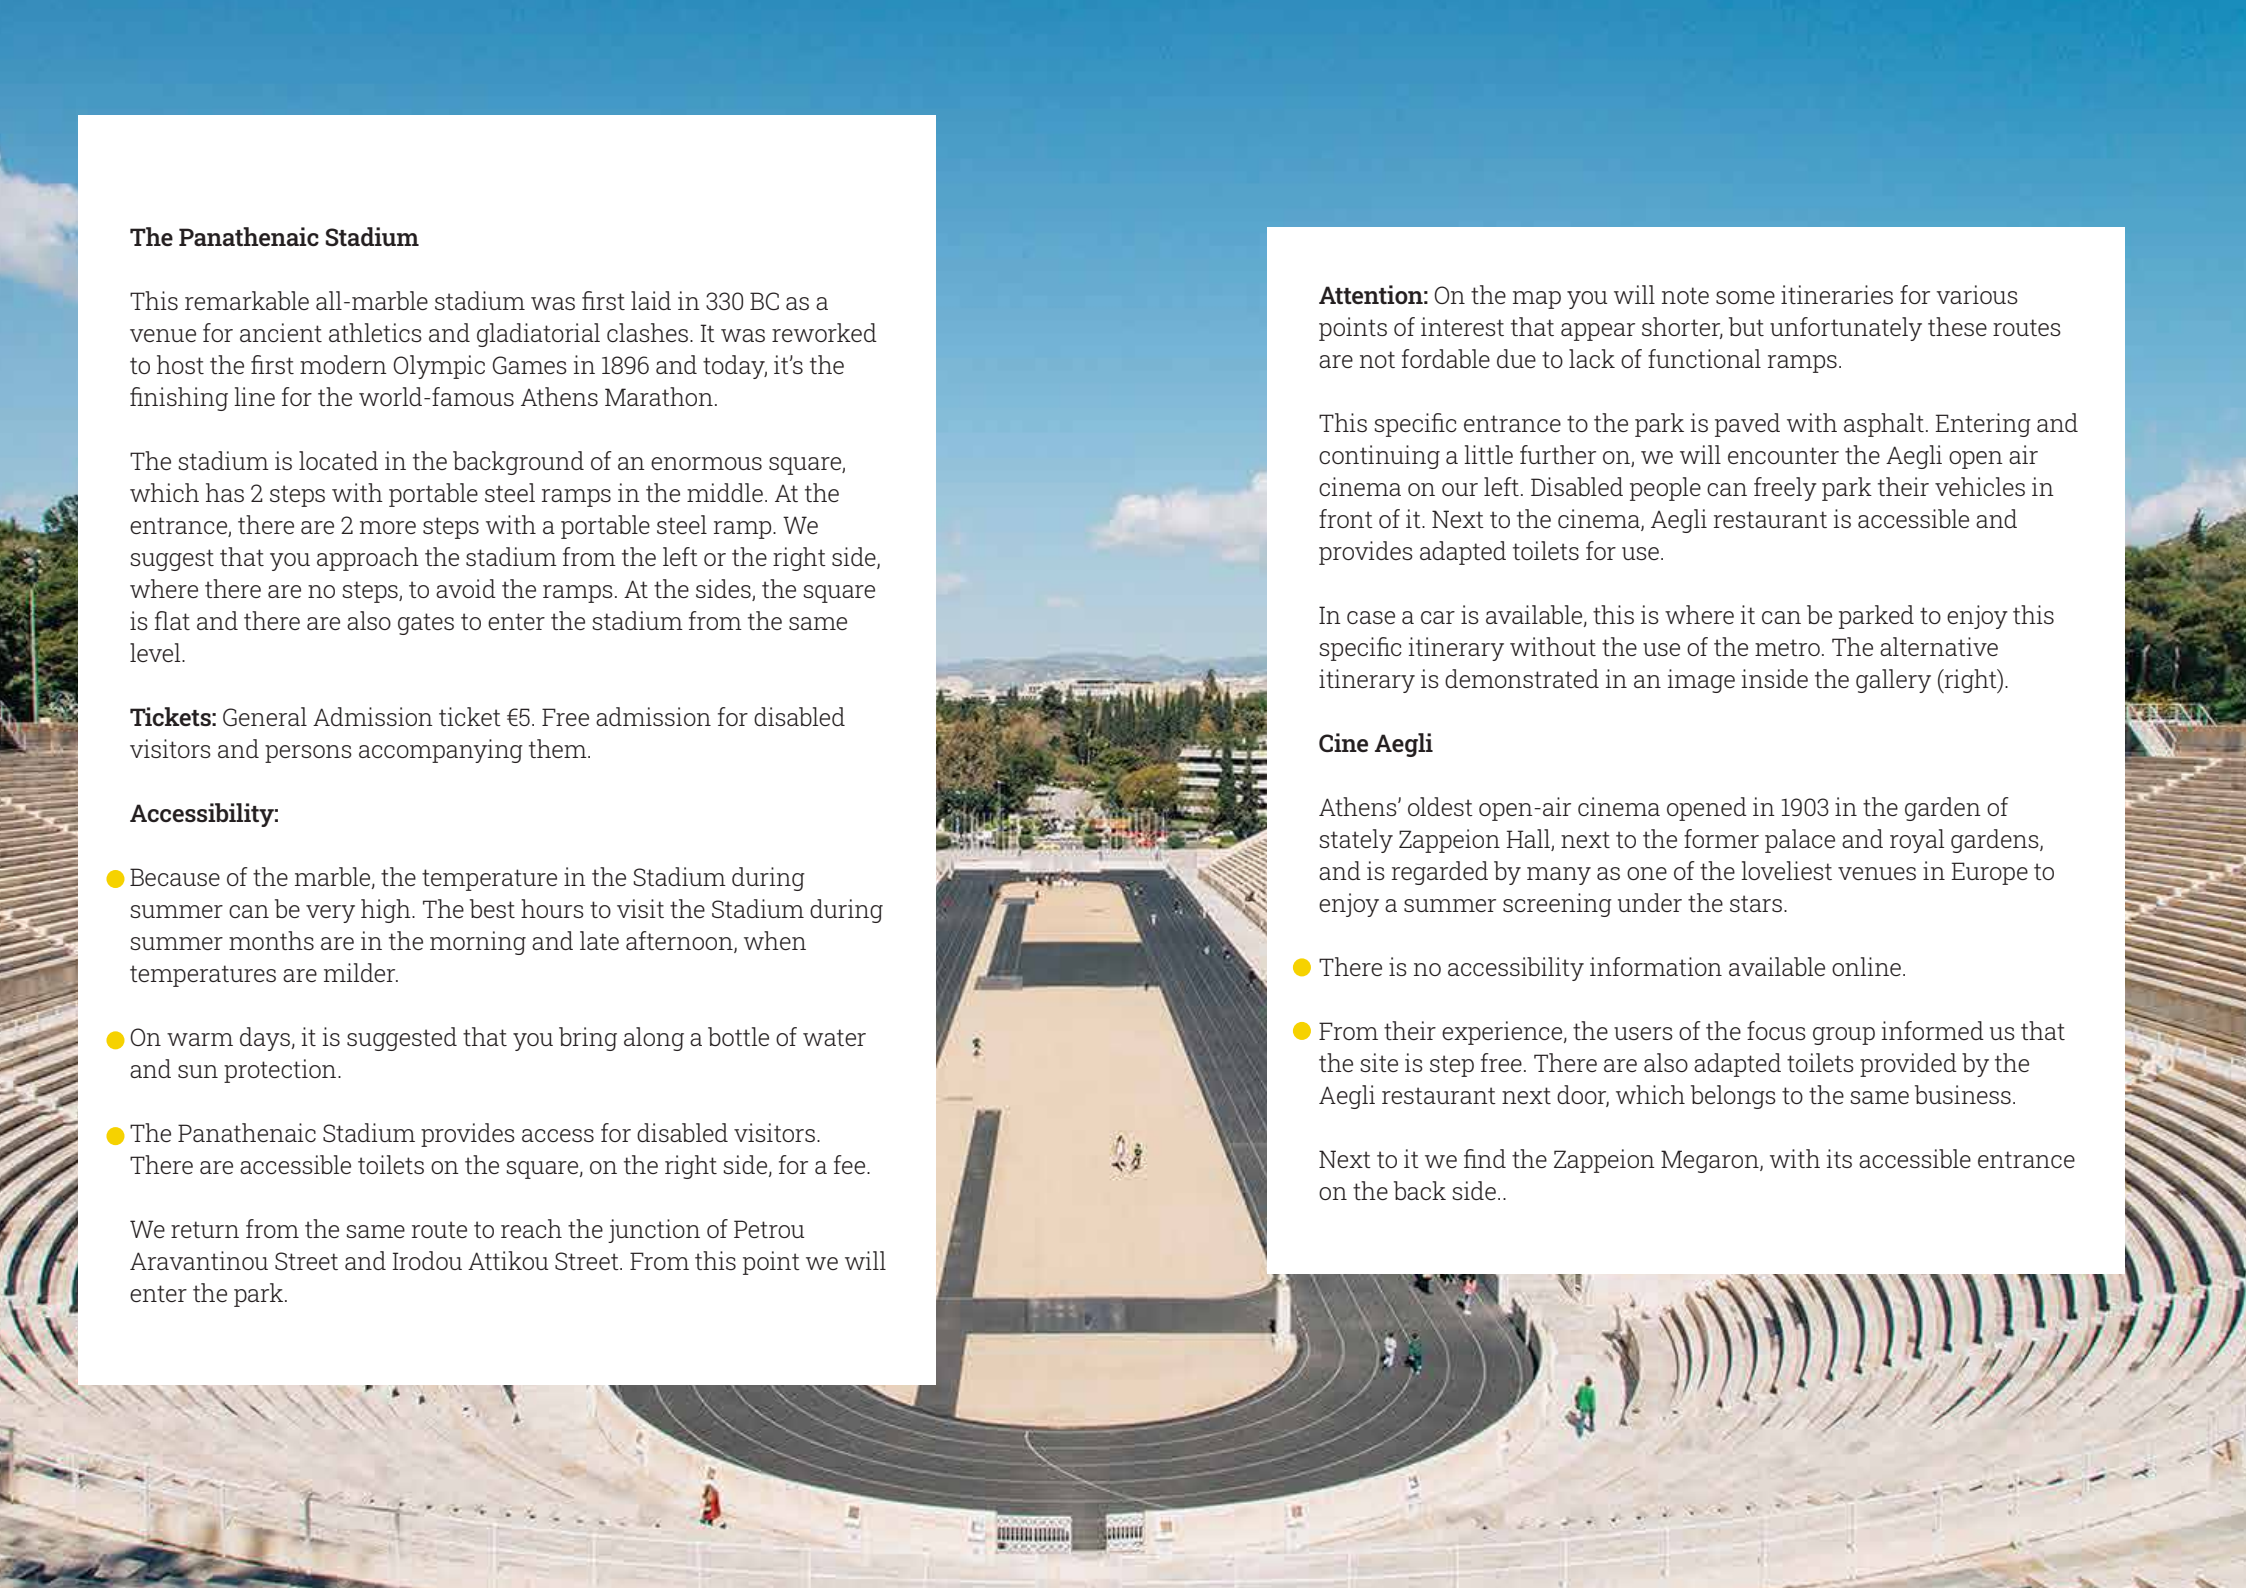 The Panathenaic Stadium
This remarkable all-marble stadium was first laid in 330 BC as a
venue for ancient athletics and gladiatorial clashes. It was reworked
to host the first modern Olympic Games in 1896 and today, it’s the
finishing line for the world-famous Athens Marathon.
The stadium is located in the background of an enormous square,
which has 2 steps with portable steel ramps in the middle. At the
entrance, there are 2 more steps with a portable steel ramp. We
suggest that you approach the stadium from the left or the right side,
where there are no steps, to avoid the ramps. At the sides, the square
is flat and there are also gates to enter the stadium from the same
level.
Tickets: General Admission ticket €5. Free admission for disabled
visitors and persons accompanying them.
Accessibility:
Because of the marble, the temperature in the Stadium during
summer can be very high. The best hours to visit the Stadium during
summer months are in the morning and late afternoon, when
temperatures are milder.
On warm days, it is suggested that you bring along a bottle of water
and sun protection.
The Panathenaic Stadium provides access for disabled visitors.
There are accessible toilets on the square, on the right side, for a fee.
We return from the same route to reach the junction of Petrou
Aravantinou Street and Irodou Attikou Street. From this point we will
enter the park.
Attention: On the map you will note some itineraries for various
points of interest that appear shorter, but unfortunately these routes
are not fordable due to lack of functional ramps.
This specific entrance to the park is paved with asphalt. Entering and
continuing a little further on, we will encounter the Aegli open air
cinema on our left. Disabled people can freely park their vehicles in
front of it. Next to the cinema, Aegli restaurant is accessible and
provides adapted toilets for use.
In case a car is available, this is where it can be parked to enjoy this
specific itinerary without the use of the metro. The alternative
itinerary is demonstrated in an image inside the gallery (right).
Cine Aegli
Athens’ oldest open-air cinema opened in 1903 in the garden of
stately Zappeion Hall, next to the former palace and royal gardens,
and is regarded by many as one of the loveliest venues in Europe to
enjoy a summer screening under the stars.
There is no accessibility information available online.
From their experience, the users of the focus group informed us that
the site is step free. There are also adapted toilets provided by the
Aegli restaurant next door, which belongs to the same business.
Next to it we find the Zappeion Megaron, with its accessible entrance
on the back side..